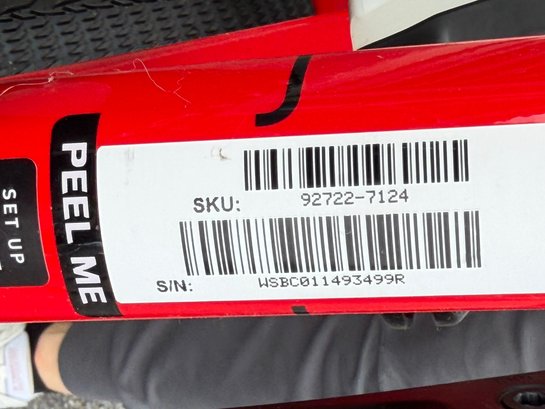 SET UP
PEEL ME
SKU: 92722-7124
S/N: WSBC011493499R